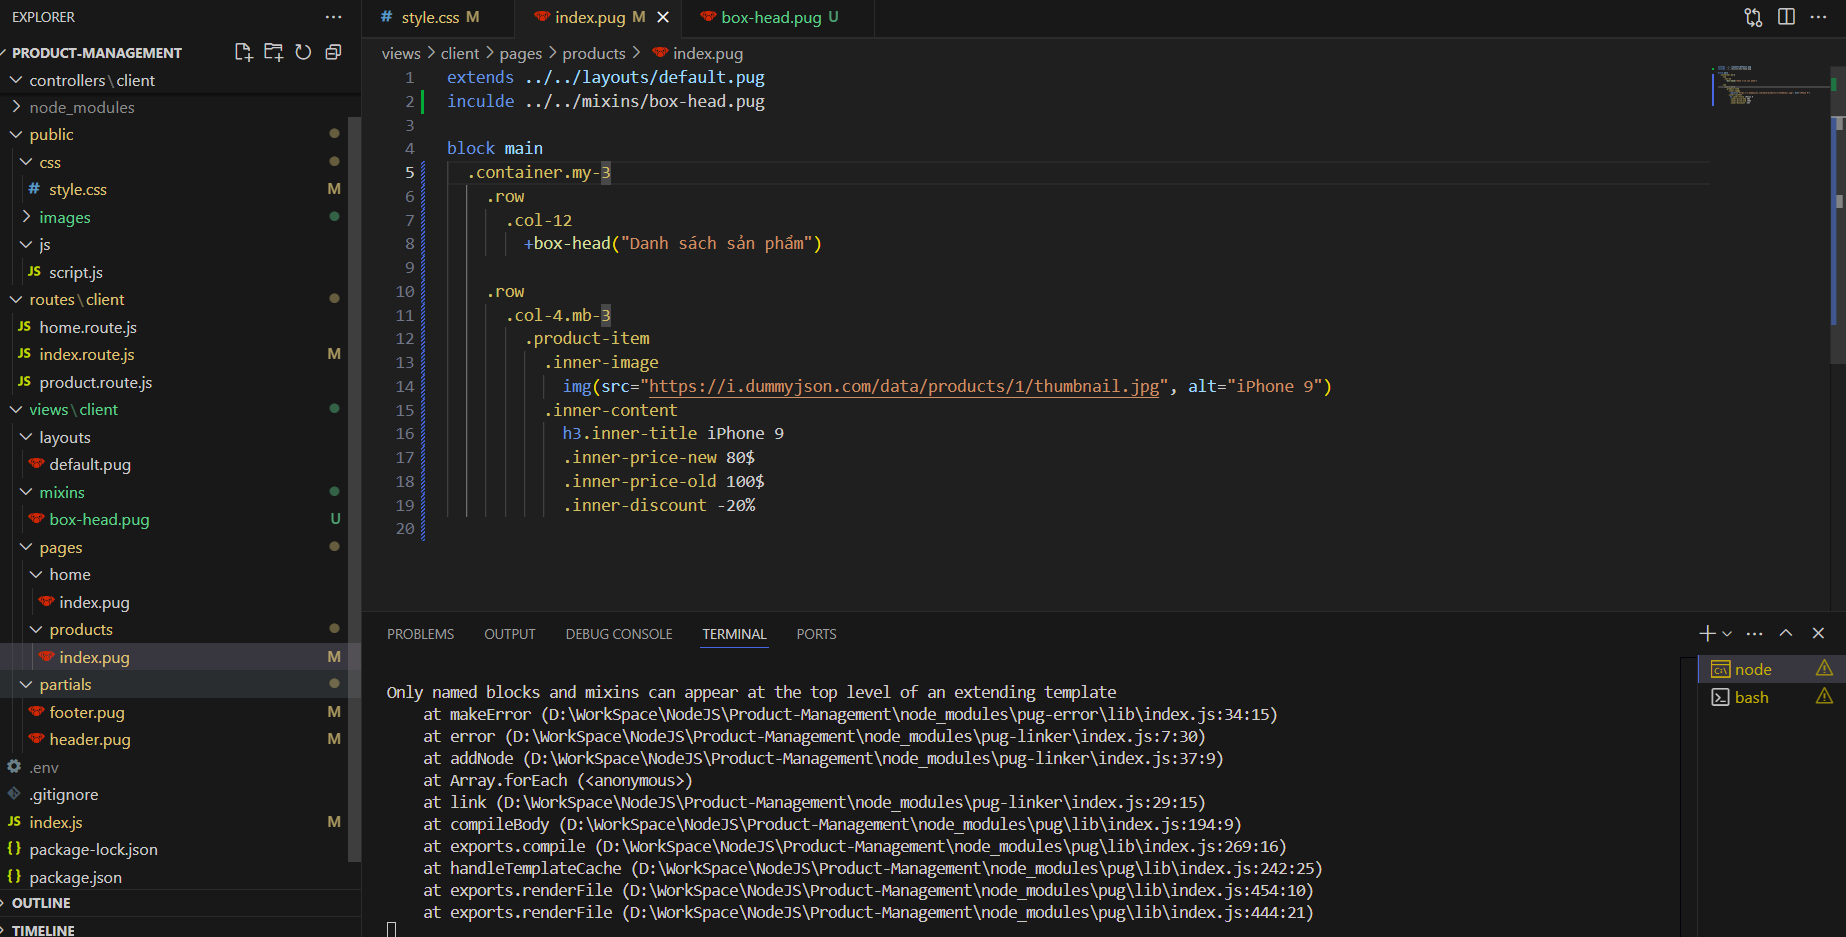 EXPLORER
PRODUCT-MANAGEMENT
controllers\client
node_modules
public
css
# style.css M
images
js
JS script.js
routes\client
JS home.route.js
JS index.route.js M
JS product.route.js
views\client
layouts
default.pug
mixins
box-head.pug U
pages
home
index.pug
products
index.pug M
partials
footer.pug M
header.pug M
.env
.gitignore
JS index.js M
{} package-lock.json
{} package.json
OUTLINE
TIMELINE
# style.css M index.pug M box-head.pug U
views > client > pages > products > index.pug
1 extends ../../layouts/default.pug
2 inculde ../../mixins/box-head.pug
3
4 block main
5 .container.my-3
6 .row
7 .col-12
8 +box-head("Danh sách sản phẩm")
9
10 .row
11 .col-4.mb-3
12 .product-item
13 .inner-image
14 img(src="https://i.dummyjson.com/data/products/1/thumbnail.jpg", alt="iPhone 9")
15 .inner-content
16 h3.inner-title iPhone 9
17 .inner-price-new 80$
18 .inner-price-old 100$
19 .inner-discount -20%
20
PROBLEMS OUTPUT DEBUG CONSOLE TERMINAL PORTS
Only named blocks and mixins can appear at the top level of an extending template
at makeError (D:\WorkSpace\NodeJS\Product-Management\node_modules\pug-error\lib\index.js:34:15)
at error (D:\WorkSpace\NodeJS\Product-Management\node_modules\pug-linker\index.js:7:30)
at addNode (D:\WorkSpace\NodeJS\Product-Management\node_modules\pug-linker\index.js:37:9)
at Array.forEach (<anonymous>)
at link (D:\WorkSpace\NodeJS\Product-Management\node_modules\pug-linker\index.js:29:15)
at compileBody (D:\WorkSpace\NodeJS\Product-Management\node_modules\pug\lib\index.js:194:9)
at exports.compile (D:\WorkSpace\NodeJS\Product-Management\node_modules\pug\lib\index.js:269:16)
at handleTemplateCache (D:\WorkSpace\NodeJS\Product-Management\node_modules\pug\lib\index.js:242:25)
at exports.renderFile (D:\WorkSpace\NodeJS\Product-Management\node_modules\pug\lib\index.js:454:10)
at exports.renderFile (D:\WorkSpace\NodeJS\Product-Management\node_modules\pug\lib\index.js:444:21)
node
bash